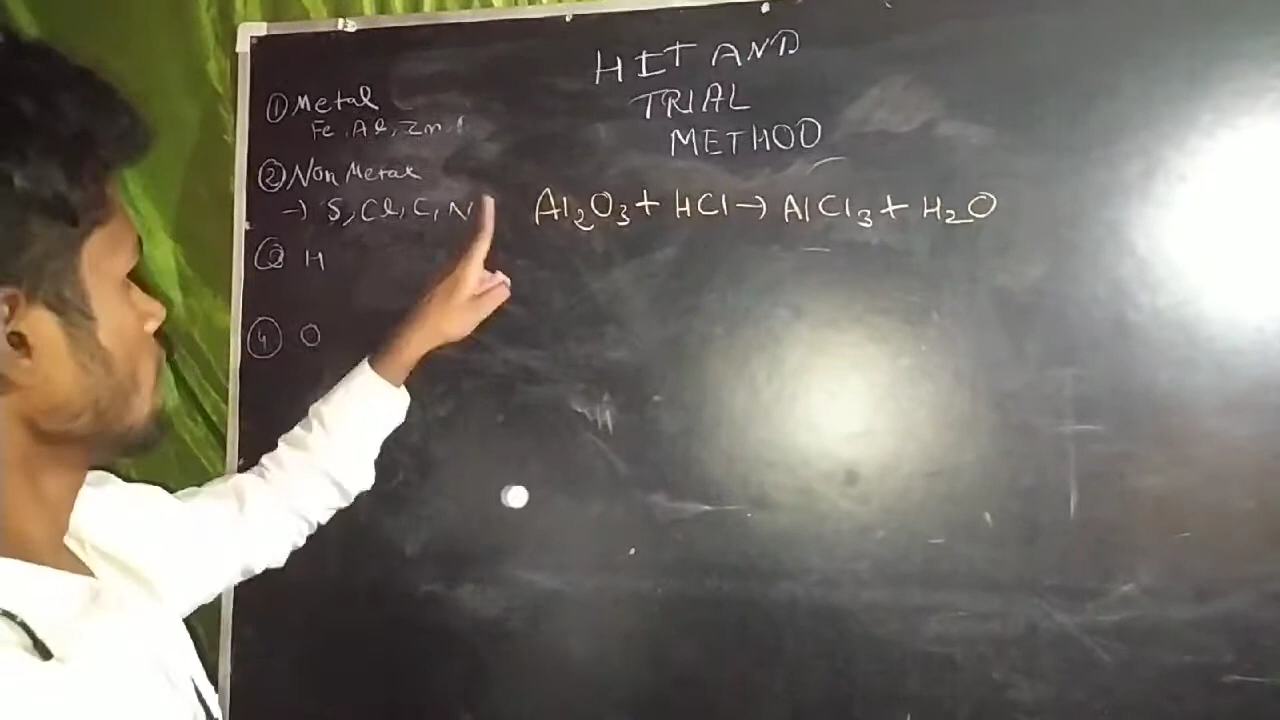 HIT AND
TRIAL
METHOD
① Metal
Fe, Al, Zn,
② Non Metal
→ S, Cl, C, N
③ H
④ O
Al₂O₃ + HCl → AlCl₃ + H₂O